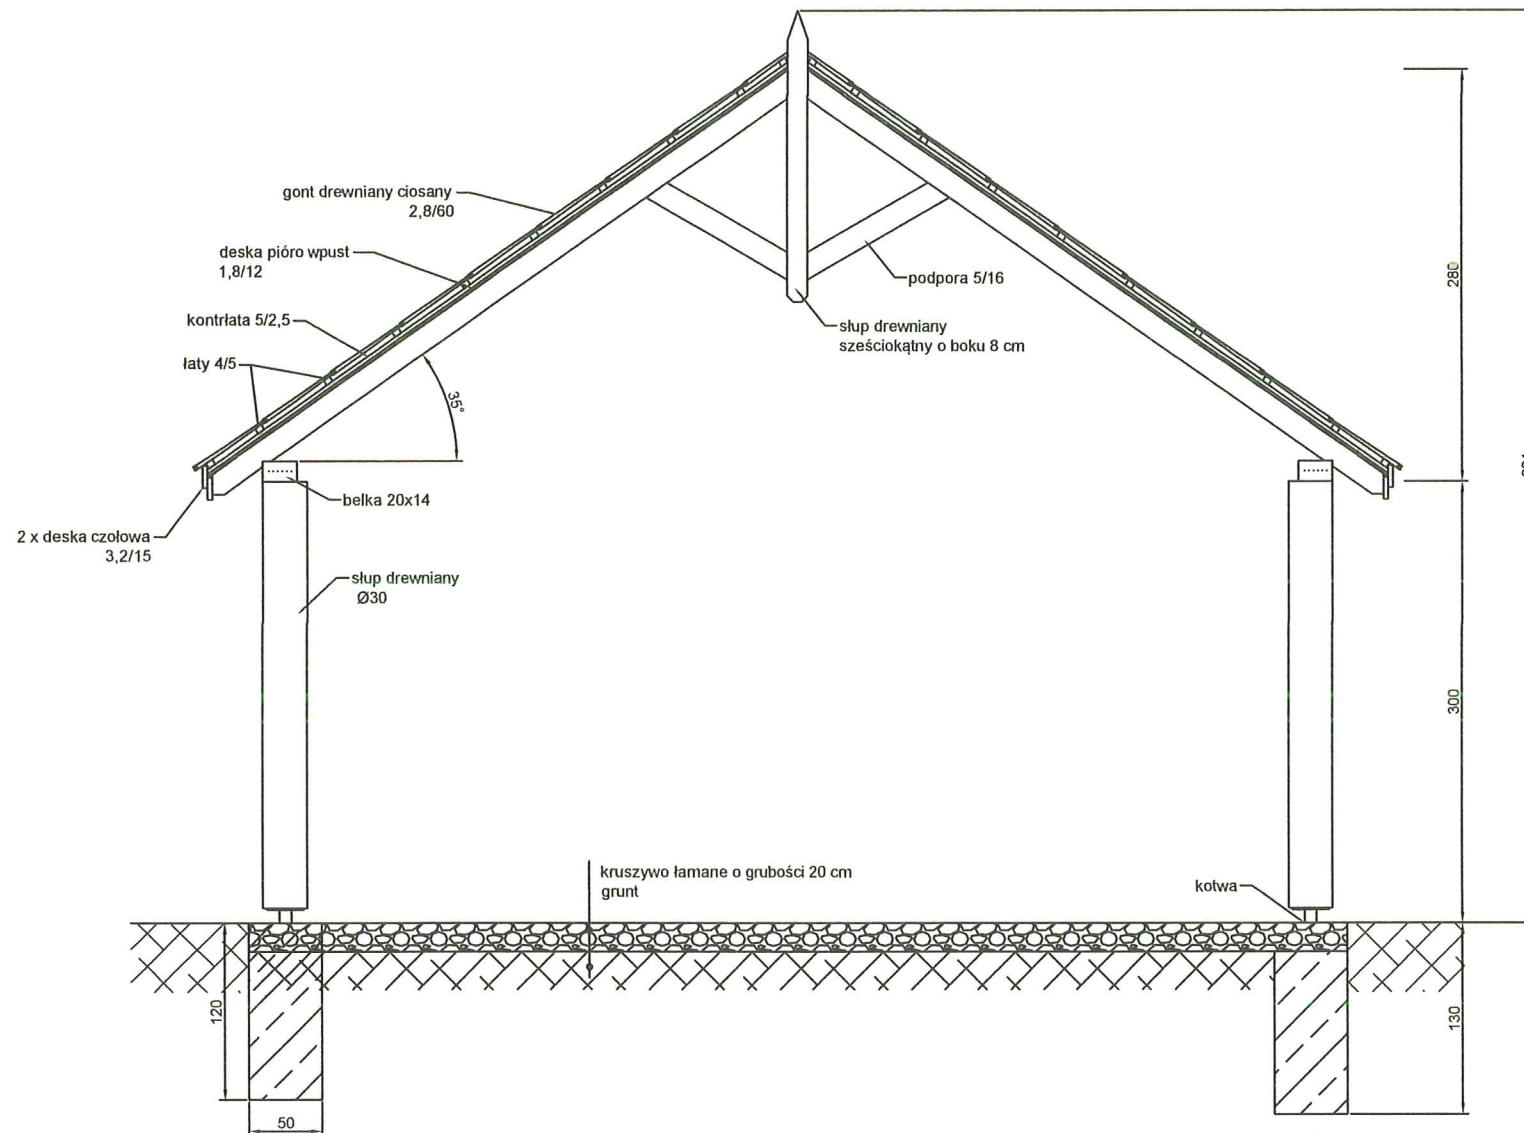 gont drewniany ciosany
2,8/60
deska pióro wpust
1,8/12
kontrłata 5/2,5
łaty 4/5
35°
belka 20x14
2 x deska czołowa
3,2/15
słup drewniany
Ø30
podpora 5/16
słup drewniany
sześciokątny o boku 8 cm
280
300
kruszywo łamane o grubości 20 cm
grunt
kotwa
120
50
130